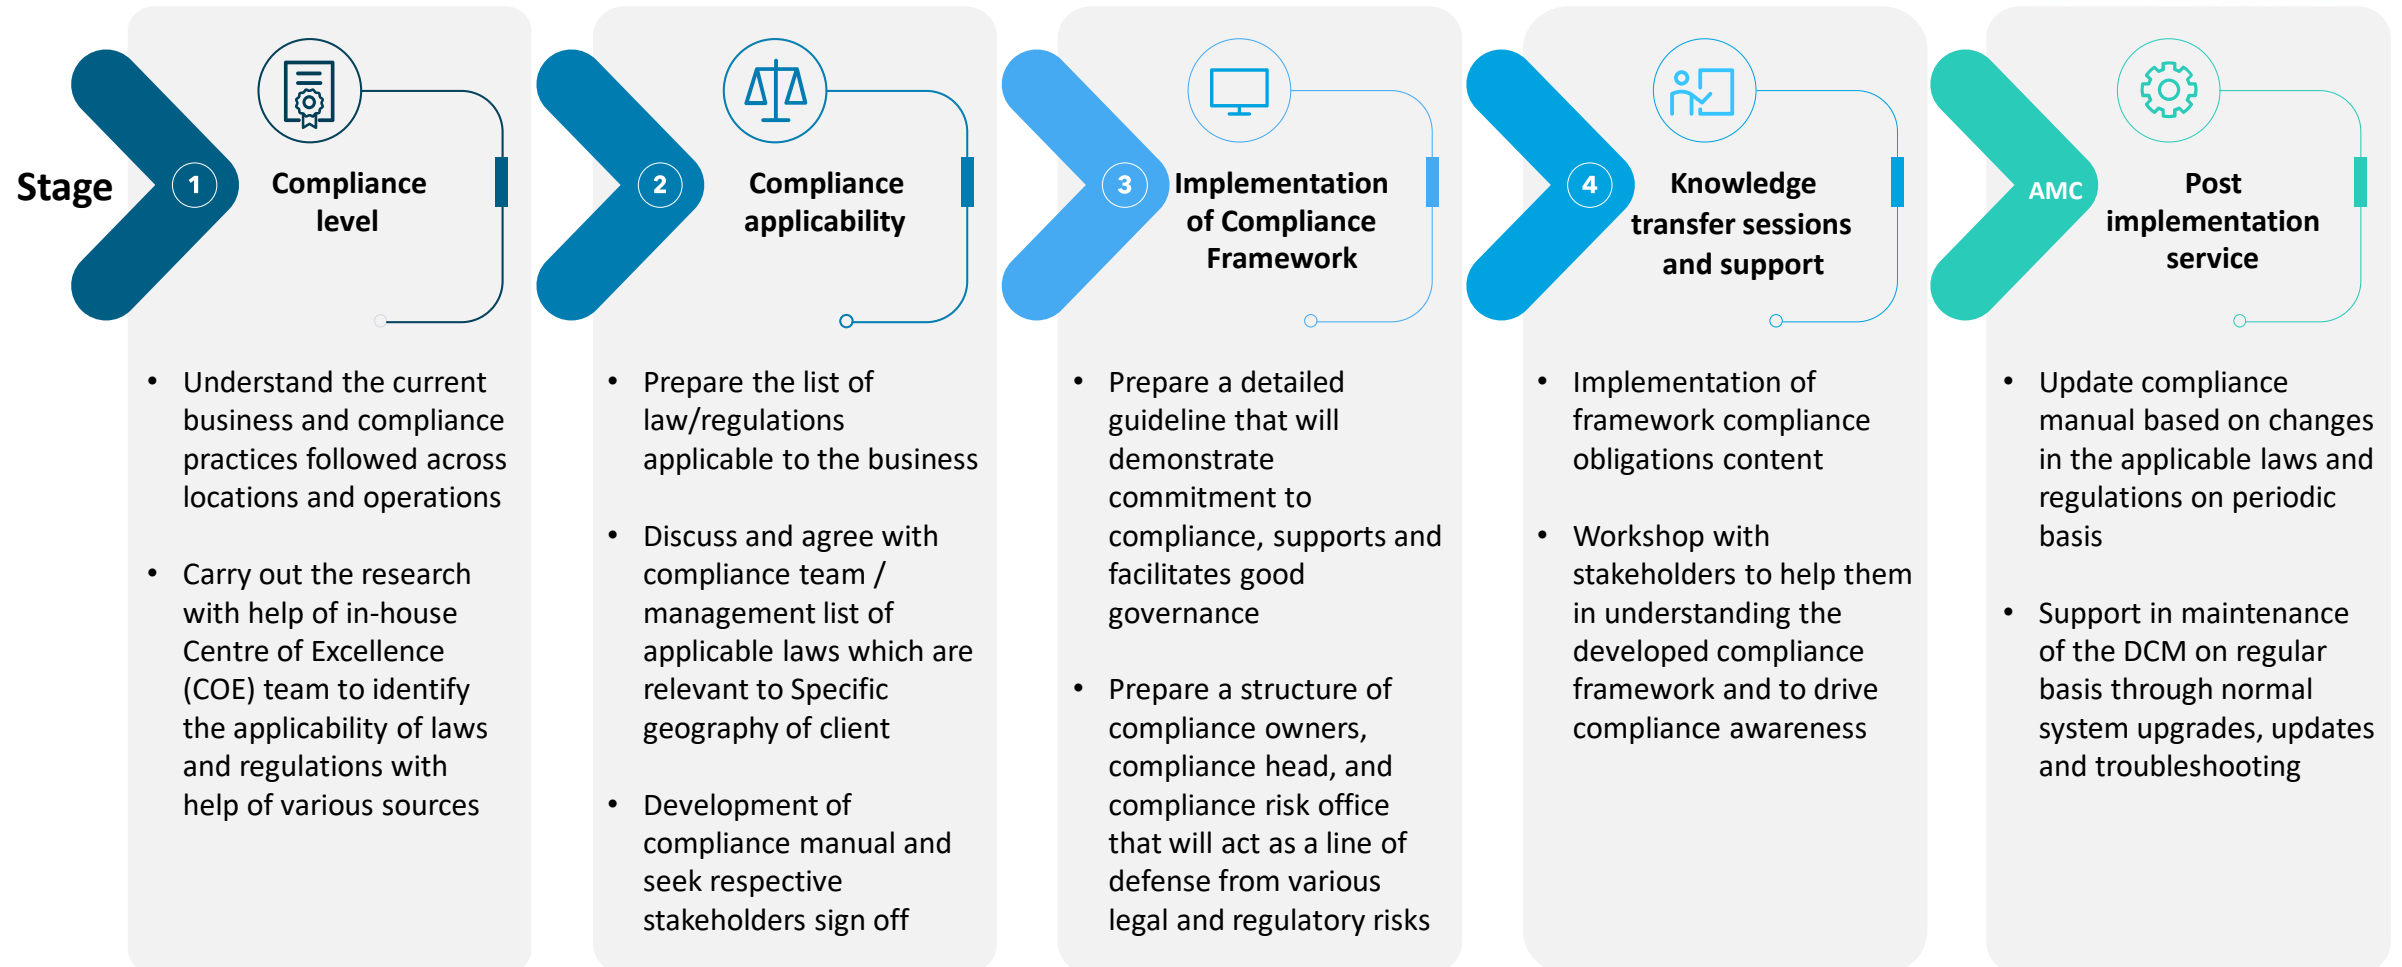 Stage
1
Compliance
level
• Understand the current
business and compliance
practices followed across
locations and operations
• Carry out the research
with help of in-house
Centre of Excellence
(COE) team to identify
the applicability of laws
and regulations with
help of various sources
2
Compliance
applicability
• Prepare the list of
law/regulations
applicable to the business
• Discuss and agree with
compliance team /
management list of
applicable laws which are
relevant to Specific
geography of client
• Development of
compliance manual and
seek respective
stakeholders sign off
3
Implementation
of Compliance
Framework
• Prepare a detailed
guideline that will
demonstrate
commitment to
compliance, supports and
facilitates good
governance
• Prepare a structure of
compliance owners,
compliance head, and
compliance risk office
that will act as a line of
defense from various
legal and regulatory risks
4
Knowledge
transfer sessions
and support
• Implementation of
framework compliance
obligations content
• Workshop with
stakeholders to help them
in understanding the
developed compliance
framework and to drive
compliance awareness
AMC
Post
implementation
service
• Update compliance
manual based on changes
in the applicable laws and
regulations on periodic
basis
• Support in maintenance
of the DCM on regular
basis through normal
system upgrades, updates
and troubleshooting